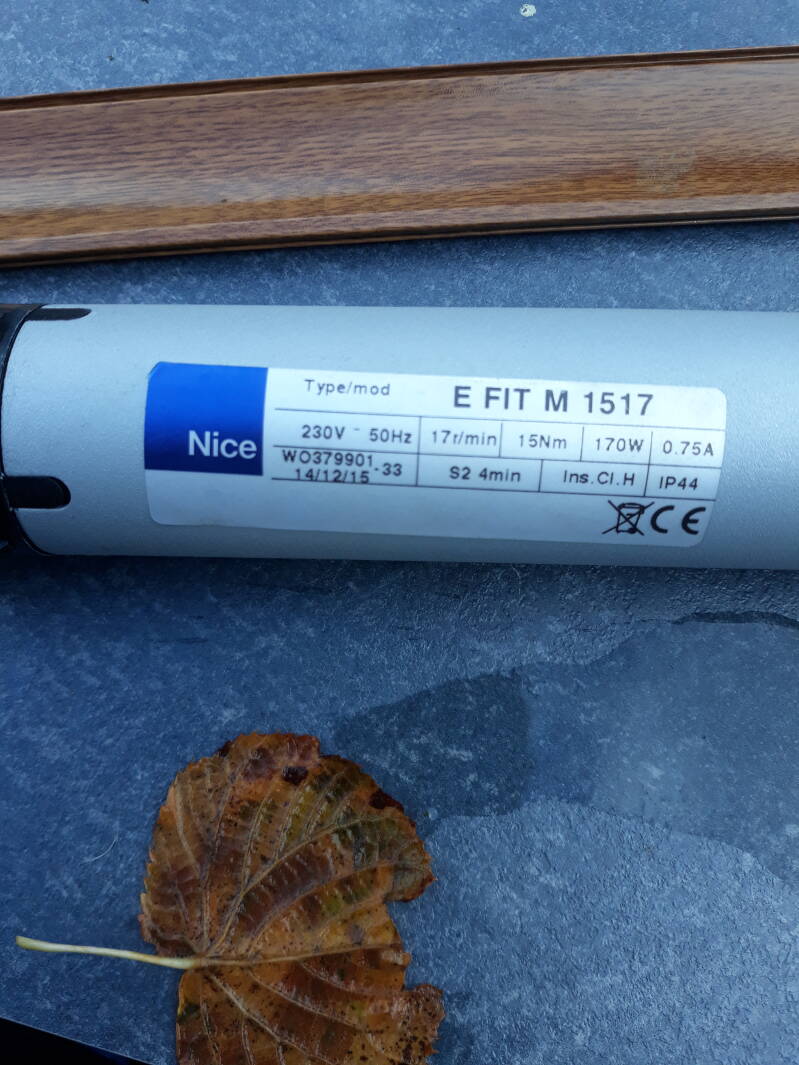 Type/mod E FIT M 1517
Nice
230V ~ 50Hz 17r/min 15Nm 170W 0.75A
WO379901
14/12/15 -33 S2 4min Ins.Cl.H IP44
CE